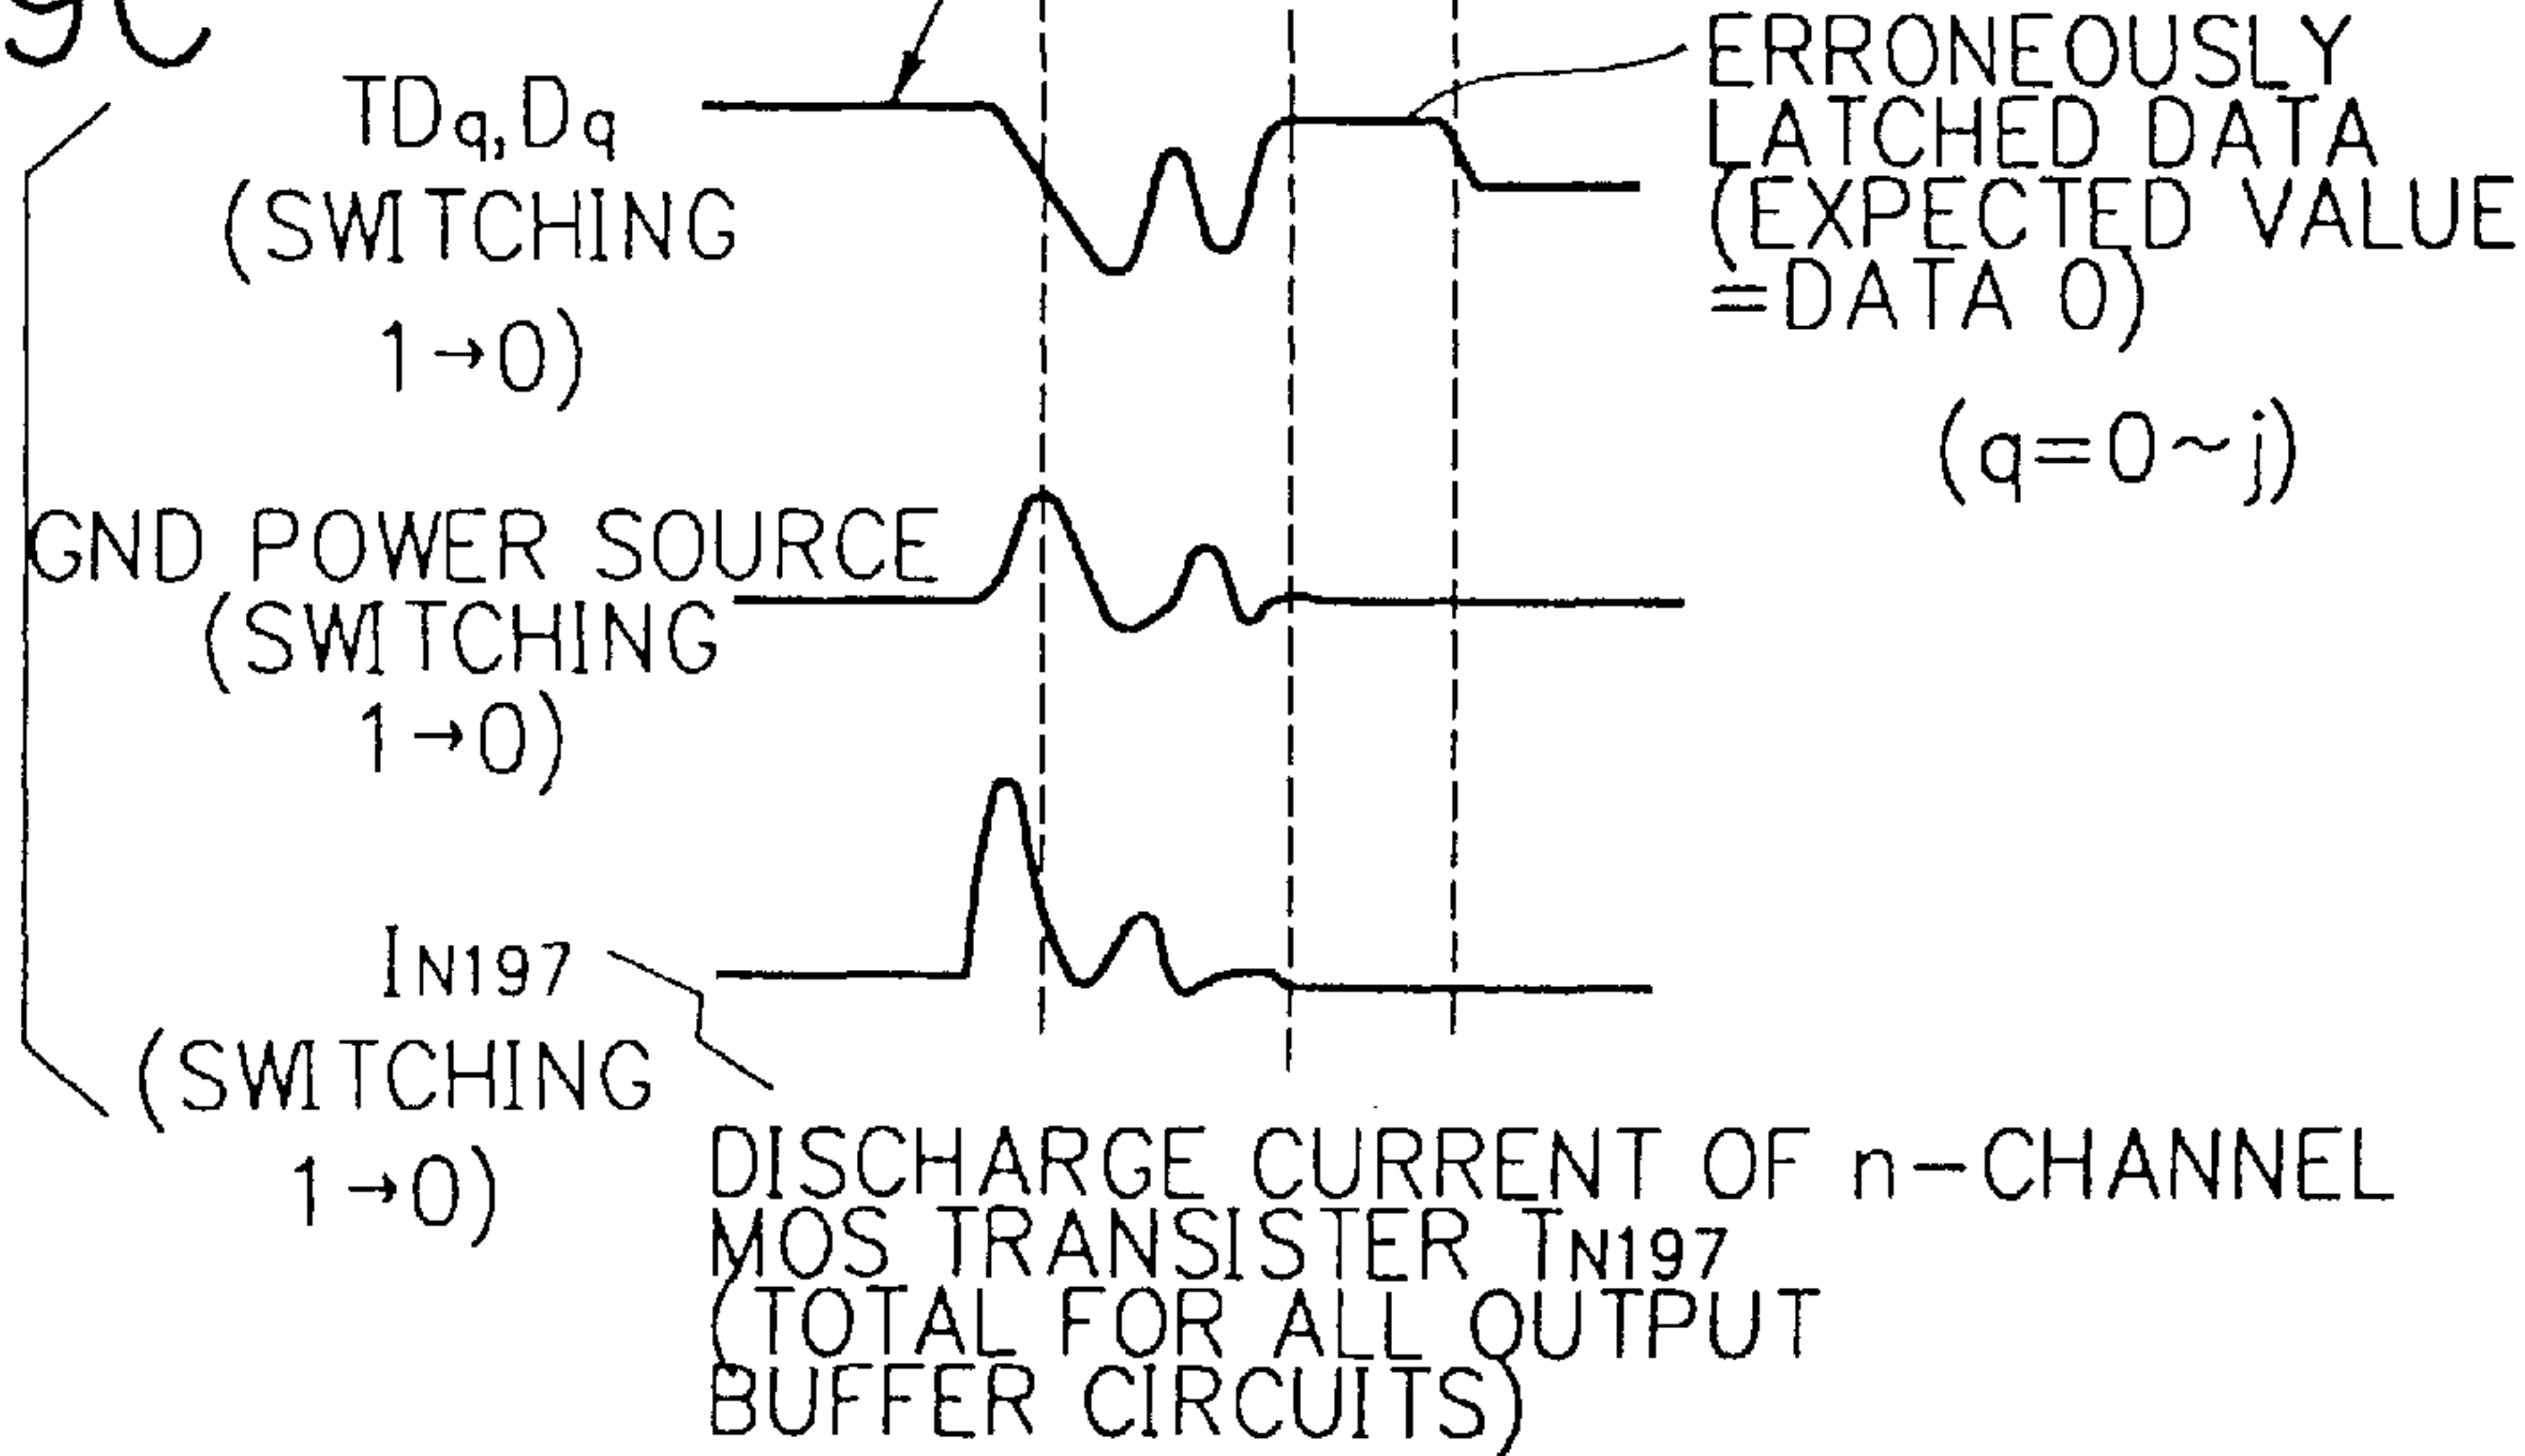 9C
TDq, Dq
(SWITCHING
1→0)
ERRONEOUSLY
LATCHED DATA
(EXPECTED VALUE
=DATA 0)
(q=0~j)
GND POWER SOURCE
(SWITCHING
1→0)
IN197
(SWITCHING
1→0)
DISCHARGE CURRENT OF n-CHANNEL
MOS TRANSISTER TN197
(TOTAL FOR ALL OUTPUT
BUFFER CIRCUITS)